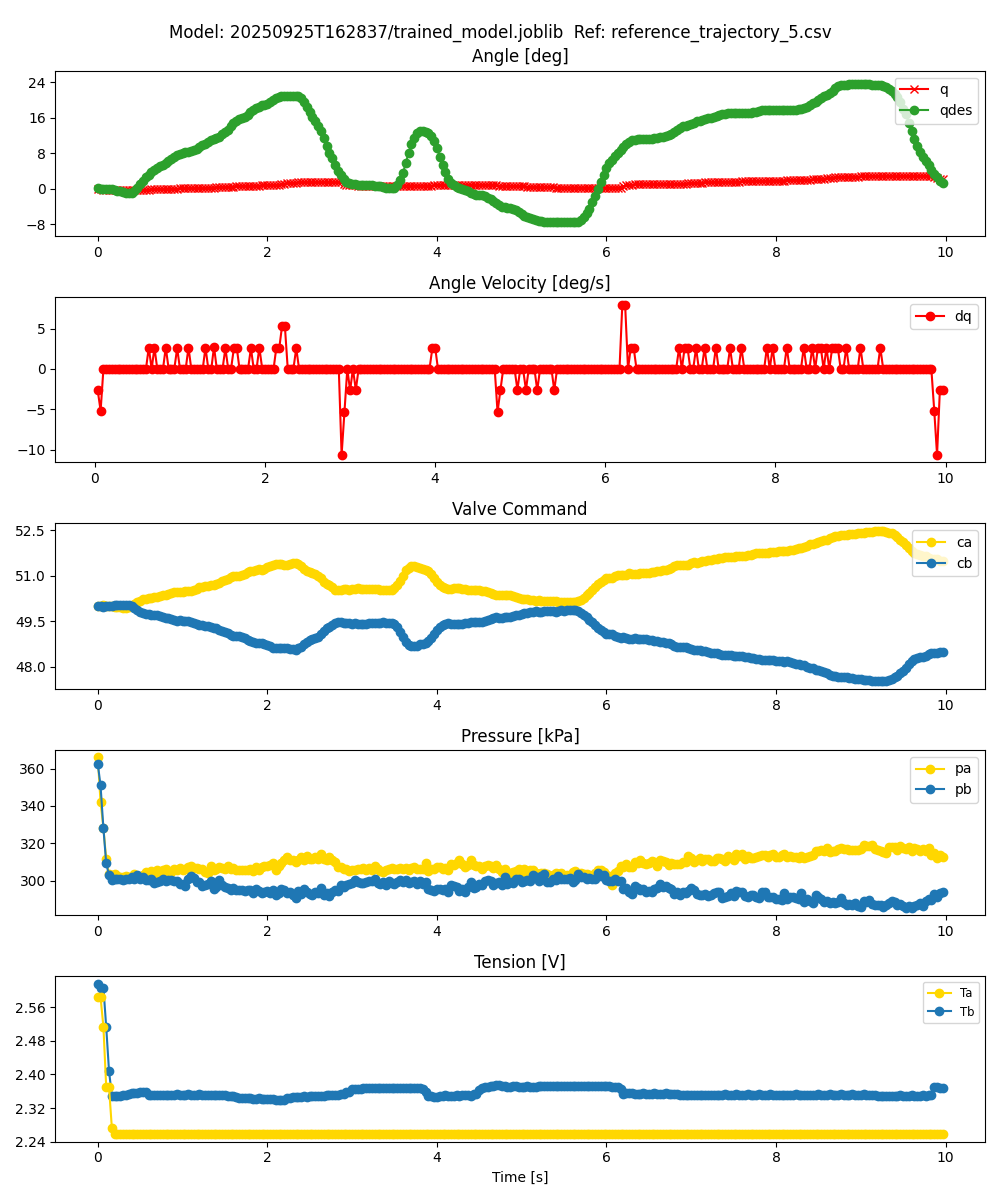 Model: 20250925T162837/trained_model.joblib  Ref: reference_trajectory_5.csv
Angle [deg]
24
16
8
0
−8
q
qdes
0 2 4 6 8 10
Angle Velocity [deg/s]
5
0
−5
−10
dq
0 2 4 6 8 10
Valve Command
52.5
51.0
49.5
48.0
ca
cb
0 2 4 6 8 10
Pressure [kPa]
360
340
320
300
pa
pb
0 2 4 6 8 10
Tension [V]
2.56
2.48
2.40
2.32
2.24
Ta
Tb
0 2 4 6 8 10
Time [s]